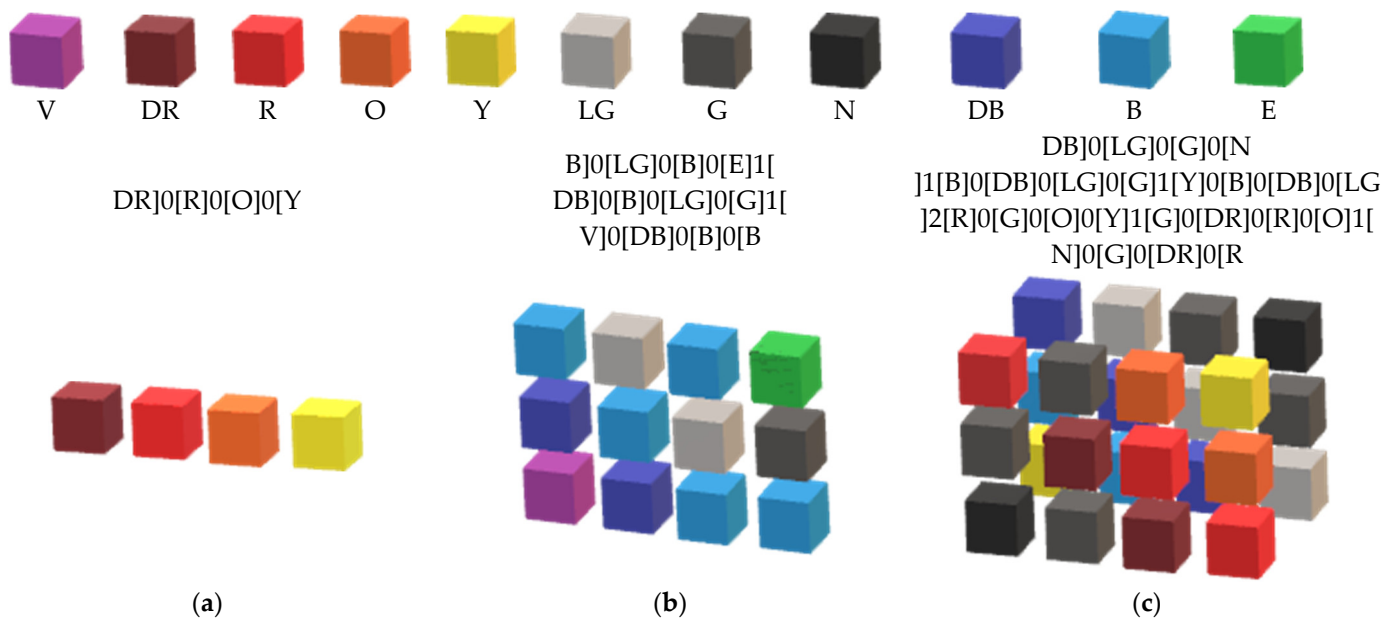 V DR R O Y LG G N DB B E
DR]0[R]0[O]0[Y
B]0[LG]0[B]0[E]1[
DB]0[B]0[LG]0[G]1[
V]0[DB]0[B]0[B
DB]0[LG]0[G]0[N
]1[B]0[DB]0[LG]0[G]1[Y]0[B]0[DB]0[LG
]2[R]0[G]0[O]0[Y]1[G]0[DR]0[R]0[O]1[
N]0[G]0[DR]0[R
(a) (b) (c)